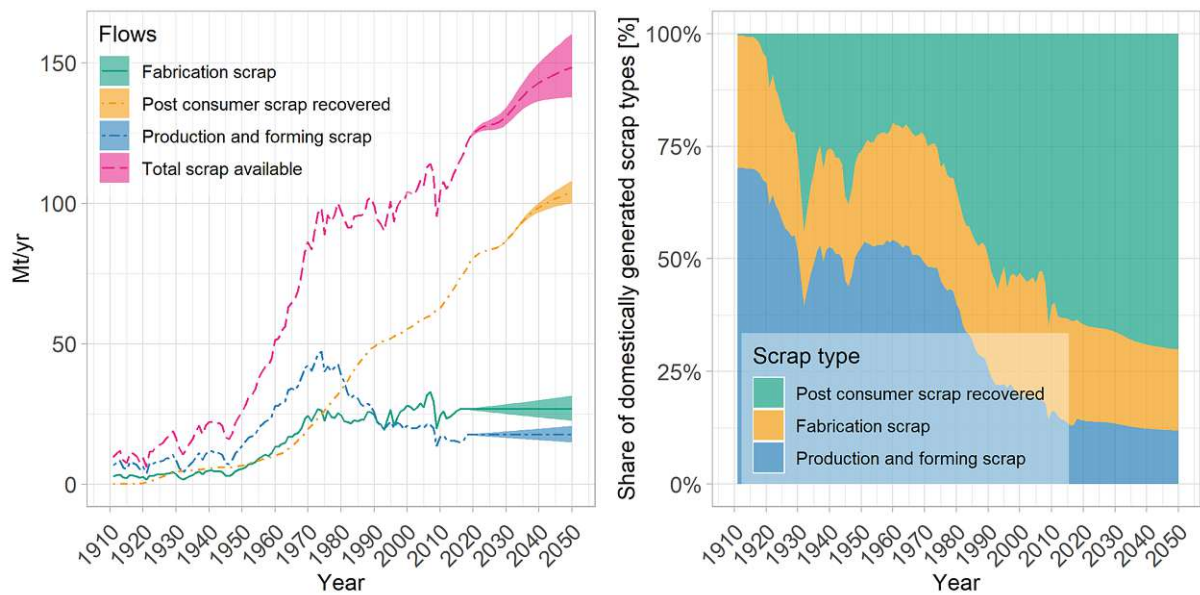 Flows
Fabrication scrap
Post consumer scrap recovered
Production and forming scrap
Total scrap available
150
100
50
0
Mt/yr
1910 1920 1930 1940 1950 1960 1970 1980 1990 2000 2010 2020 2030 2040 2050
Year
Share of domestically generated scrap types [%]
100%
75%
50%
25%
0%
Scrap type
Post consumer scrap recovered
Fabrication scrap
Production and forming scrap
1910 1920 1930 1940 1950 1960 1970 1980 1990 2000 2010 2020 2030 2040 2050
Year